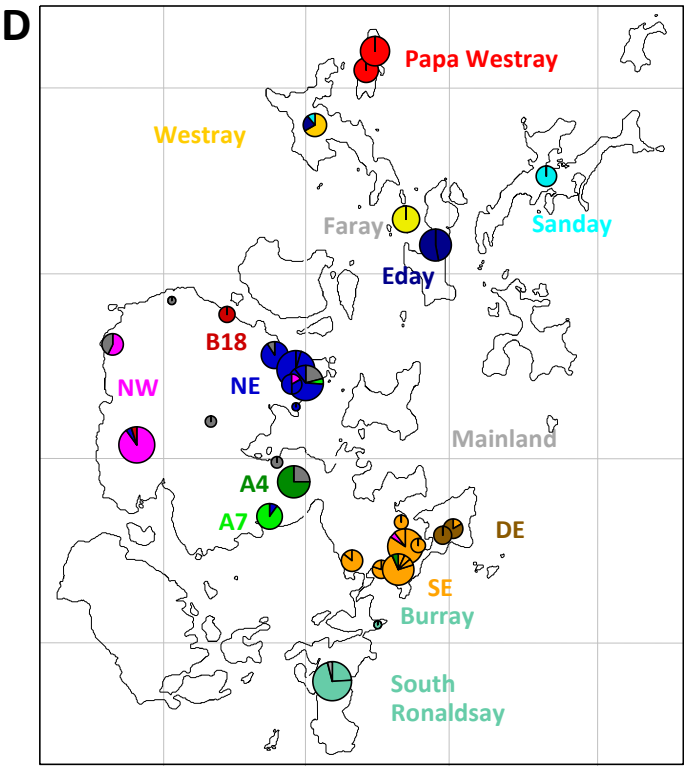 D
Papa Westray
Westray
Sanday
Faray
Eday
B18
NW
NE
Mainland
A4
A7
DE
SE
Burray
South
Ronaldsay